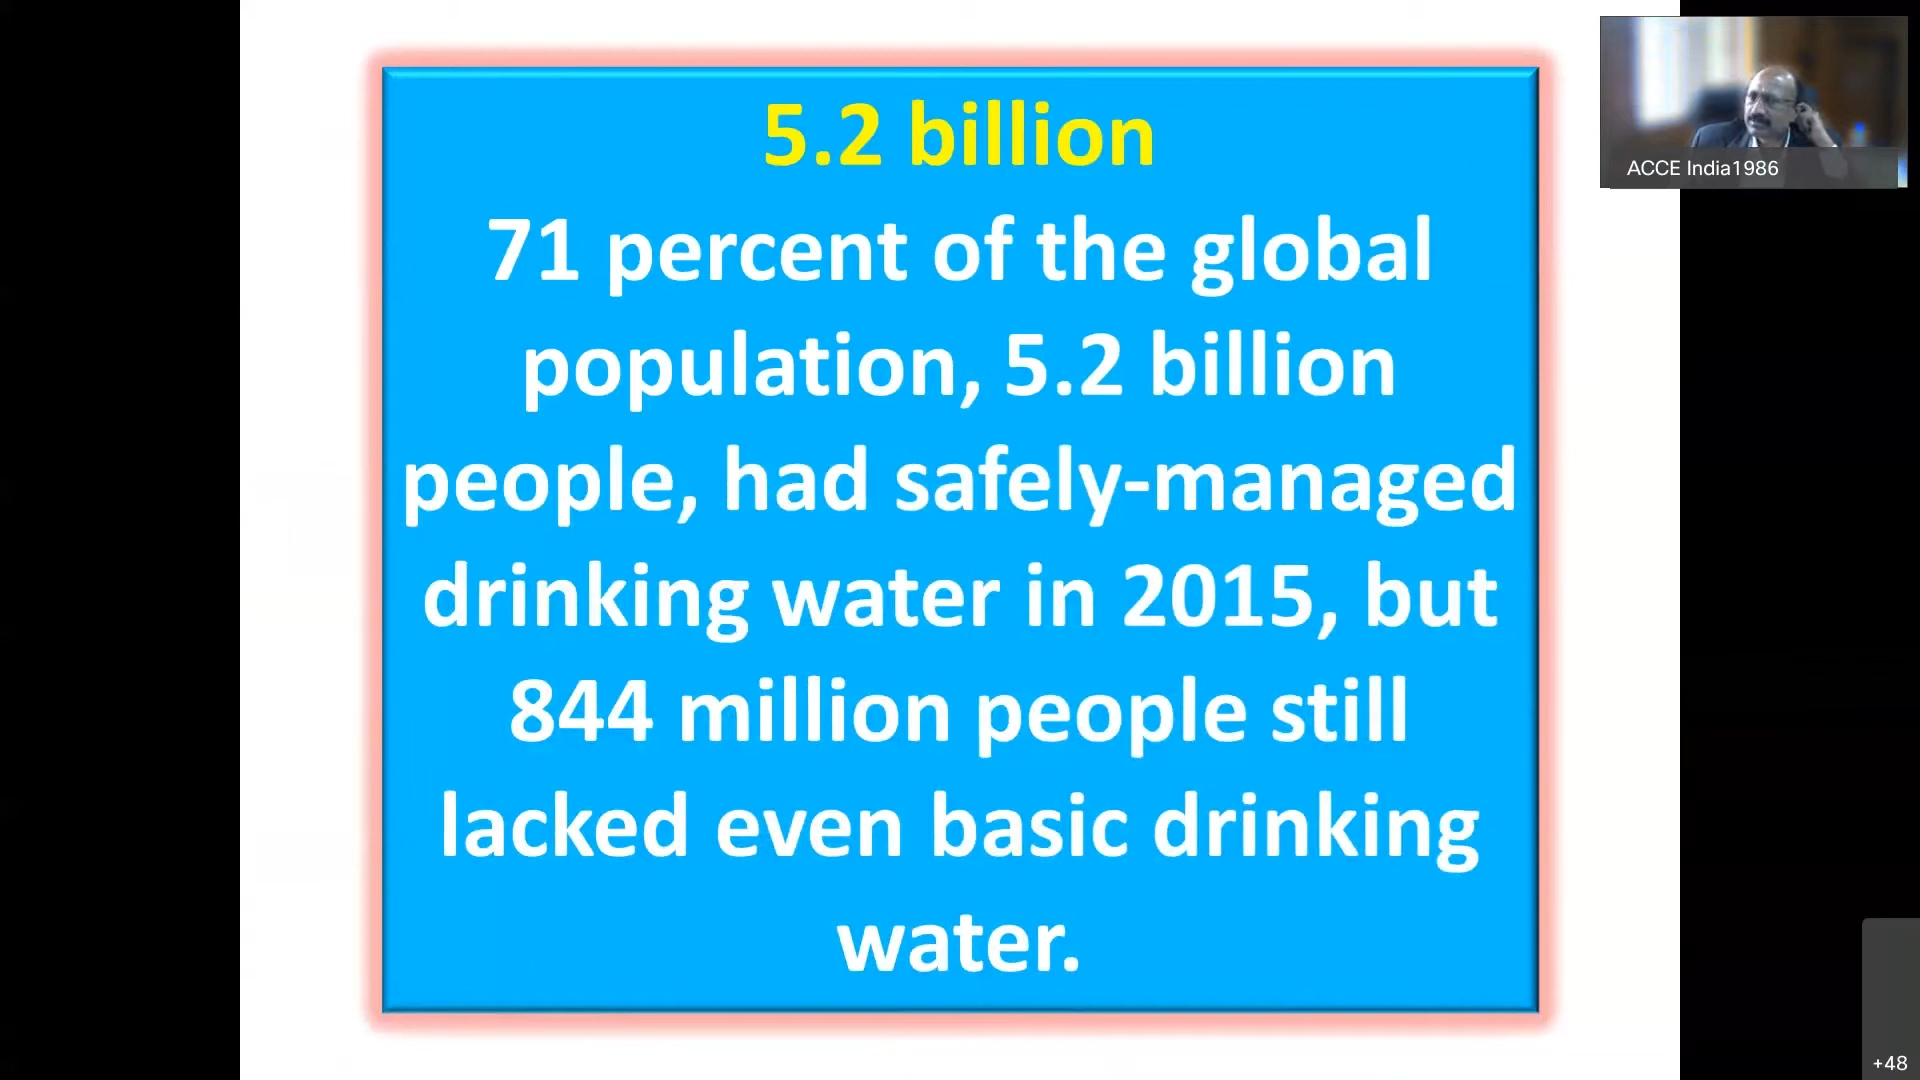 5.2 billion
71 percent of the global
population, 5.2 billion
people, had safely-managed
drinking water in 2015, but
844 million people still
lacked even basic drinking
water.
ACCE India1986
+48